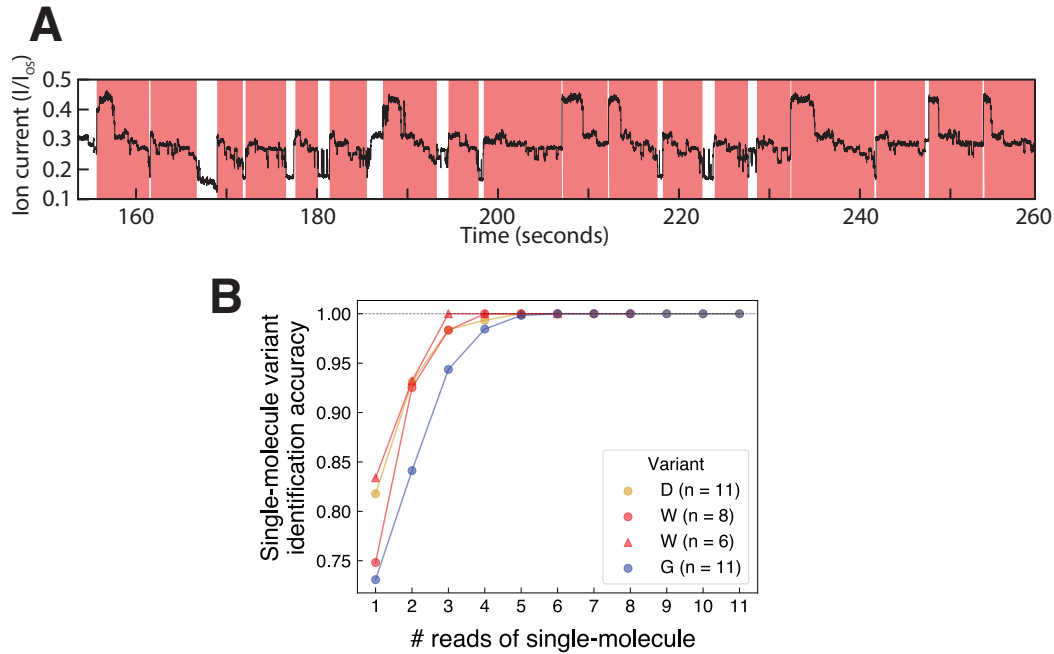 A
Ion current (I/Ios)
0.5
0.4
0.3
0.2
0.1
160
180
200
220
240
260
Time (seconds)
B
Single-molecule variant
identification accuracy
1.00
0.95
0.90
0.85
0.80
0.75
Variant
D (n = 11)
W (n = 8)
W (n = 6)
G (n = 11)
1 2 3 4 5 6 7 8 9 10 11
# reads of single-molecule